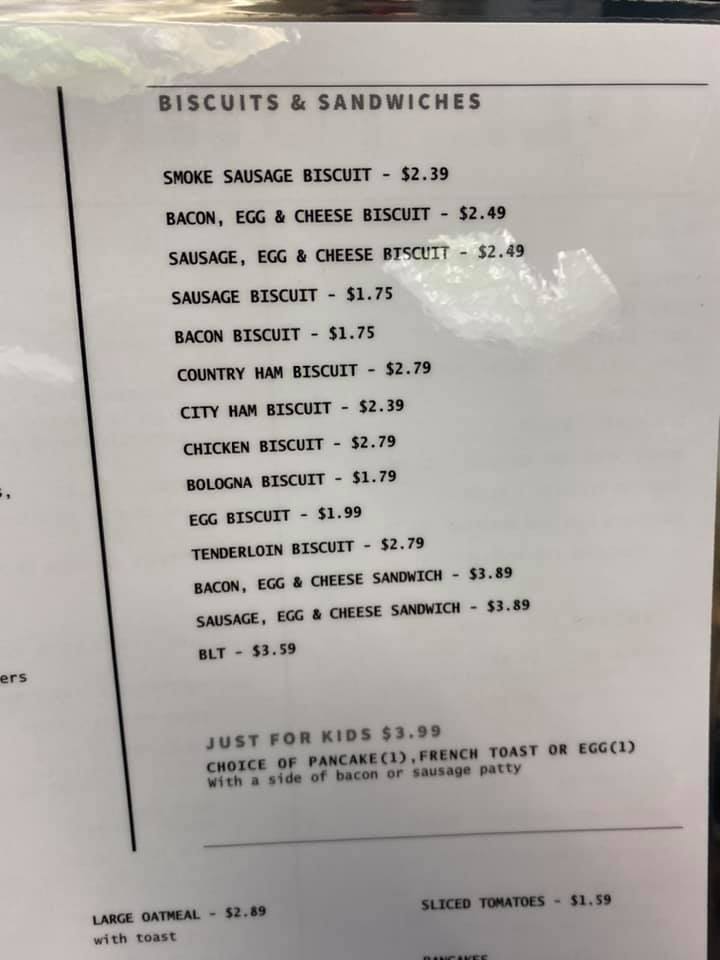 BISCUITS & SANDWICHES
SMOKE SAUSAGE BISCUIT - $2.39
BACON, EGG & CHEESE BISCUIT - $2.49
SAUSAGE, EGG & CHEESE BISCUIT - $2.49
SAUSAGE BISCUIT - $1.75
BACON BISCUIT - $1.75
COUNTRY HAM BISCUIT - $2.79
CITY HAM BISCUIT - $2.39
CHICKEN BISCUIT - $2.79
BOLOGNA BISCUIT - $1.79
EGG BISCUIT - $1.99
TENDERLOIN BISCUIT - $2.79
BACON, EGG & CHEESE SANDWICH - $3.89
SAUSAGE, EGG & CHEESE SANDWICH - $3.89
BLT - $3.59
ers
JUST FOR KIDS $3.99
CHOICE OF PANCAKE(1),FRENCH TOAST OR EGG(1)
With a side of bacon or sausage patty
LARGE OATMEAL - $2.89
with toast
SLICED TOMATOES - $1.59
PANCAKES